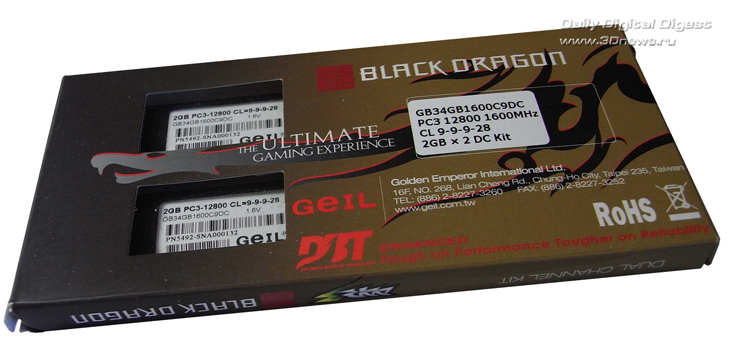 Daily Digital Digest
www.3Dnews.ru
BLACK DRAGON
GB34GB1600C9DC
PC3 12800 1600MHz
CL 9-9-9-28
2GB × 2 DC Kit
2GB PC3-12800 CL=9-9-9-28
GB34GB1600C9DC 1.6V
PN5492-SNA000132
GeIL
THE ULTIMATE
GAMING EXPERIENCE
2GB PC3-12800 CL=9-9-9-28
GB34GB1600C9DC 1.6V
PN5492-SNA000132
GeIL
Golden Emperor International Ltd.
16F, NO. 268, Lian Cheng Rd., Chung-Ho City, Taipei 235, Taiwan
TEL: (886) 2-8227-3260 FAX: (886) 2-8227-3252
www.geil.com.tw
GeIL
RoHS
DBT
ENHANCED
Tough on Performance Tougher on Reliability
BLACK DRAGON
DUAL CHANNEL KIT